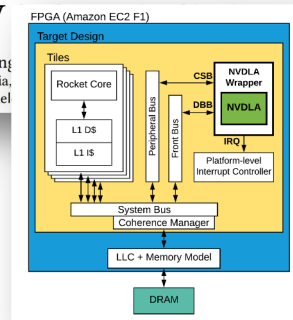 FPGA (Amazon EC2 F1)
Target Design
Tiles
Rocket Core
L1 D$
L1 I$
Peripheral Bus
Front Bus
CSB
DBB
NVDLA
Wrapper
NVDLA
IRQ
Platform-level
Interrupt Controller
System Bus
Coherence Manager
LLC + Memory Model
DRAM